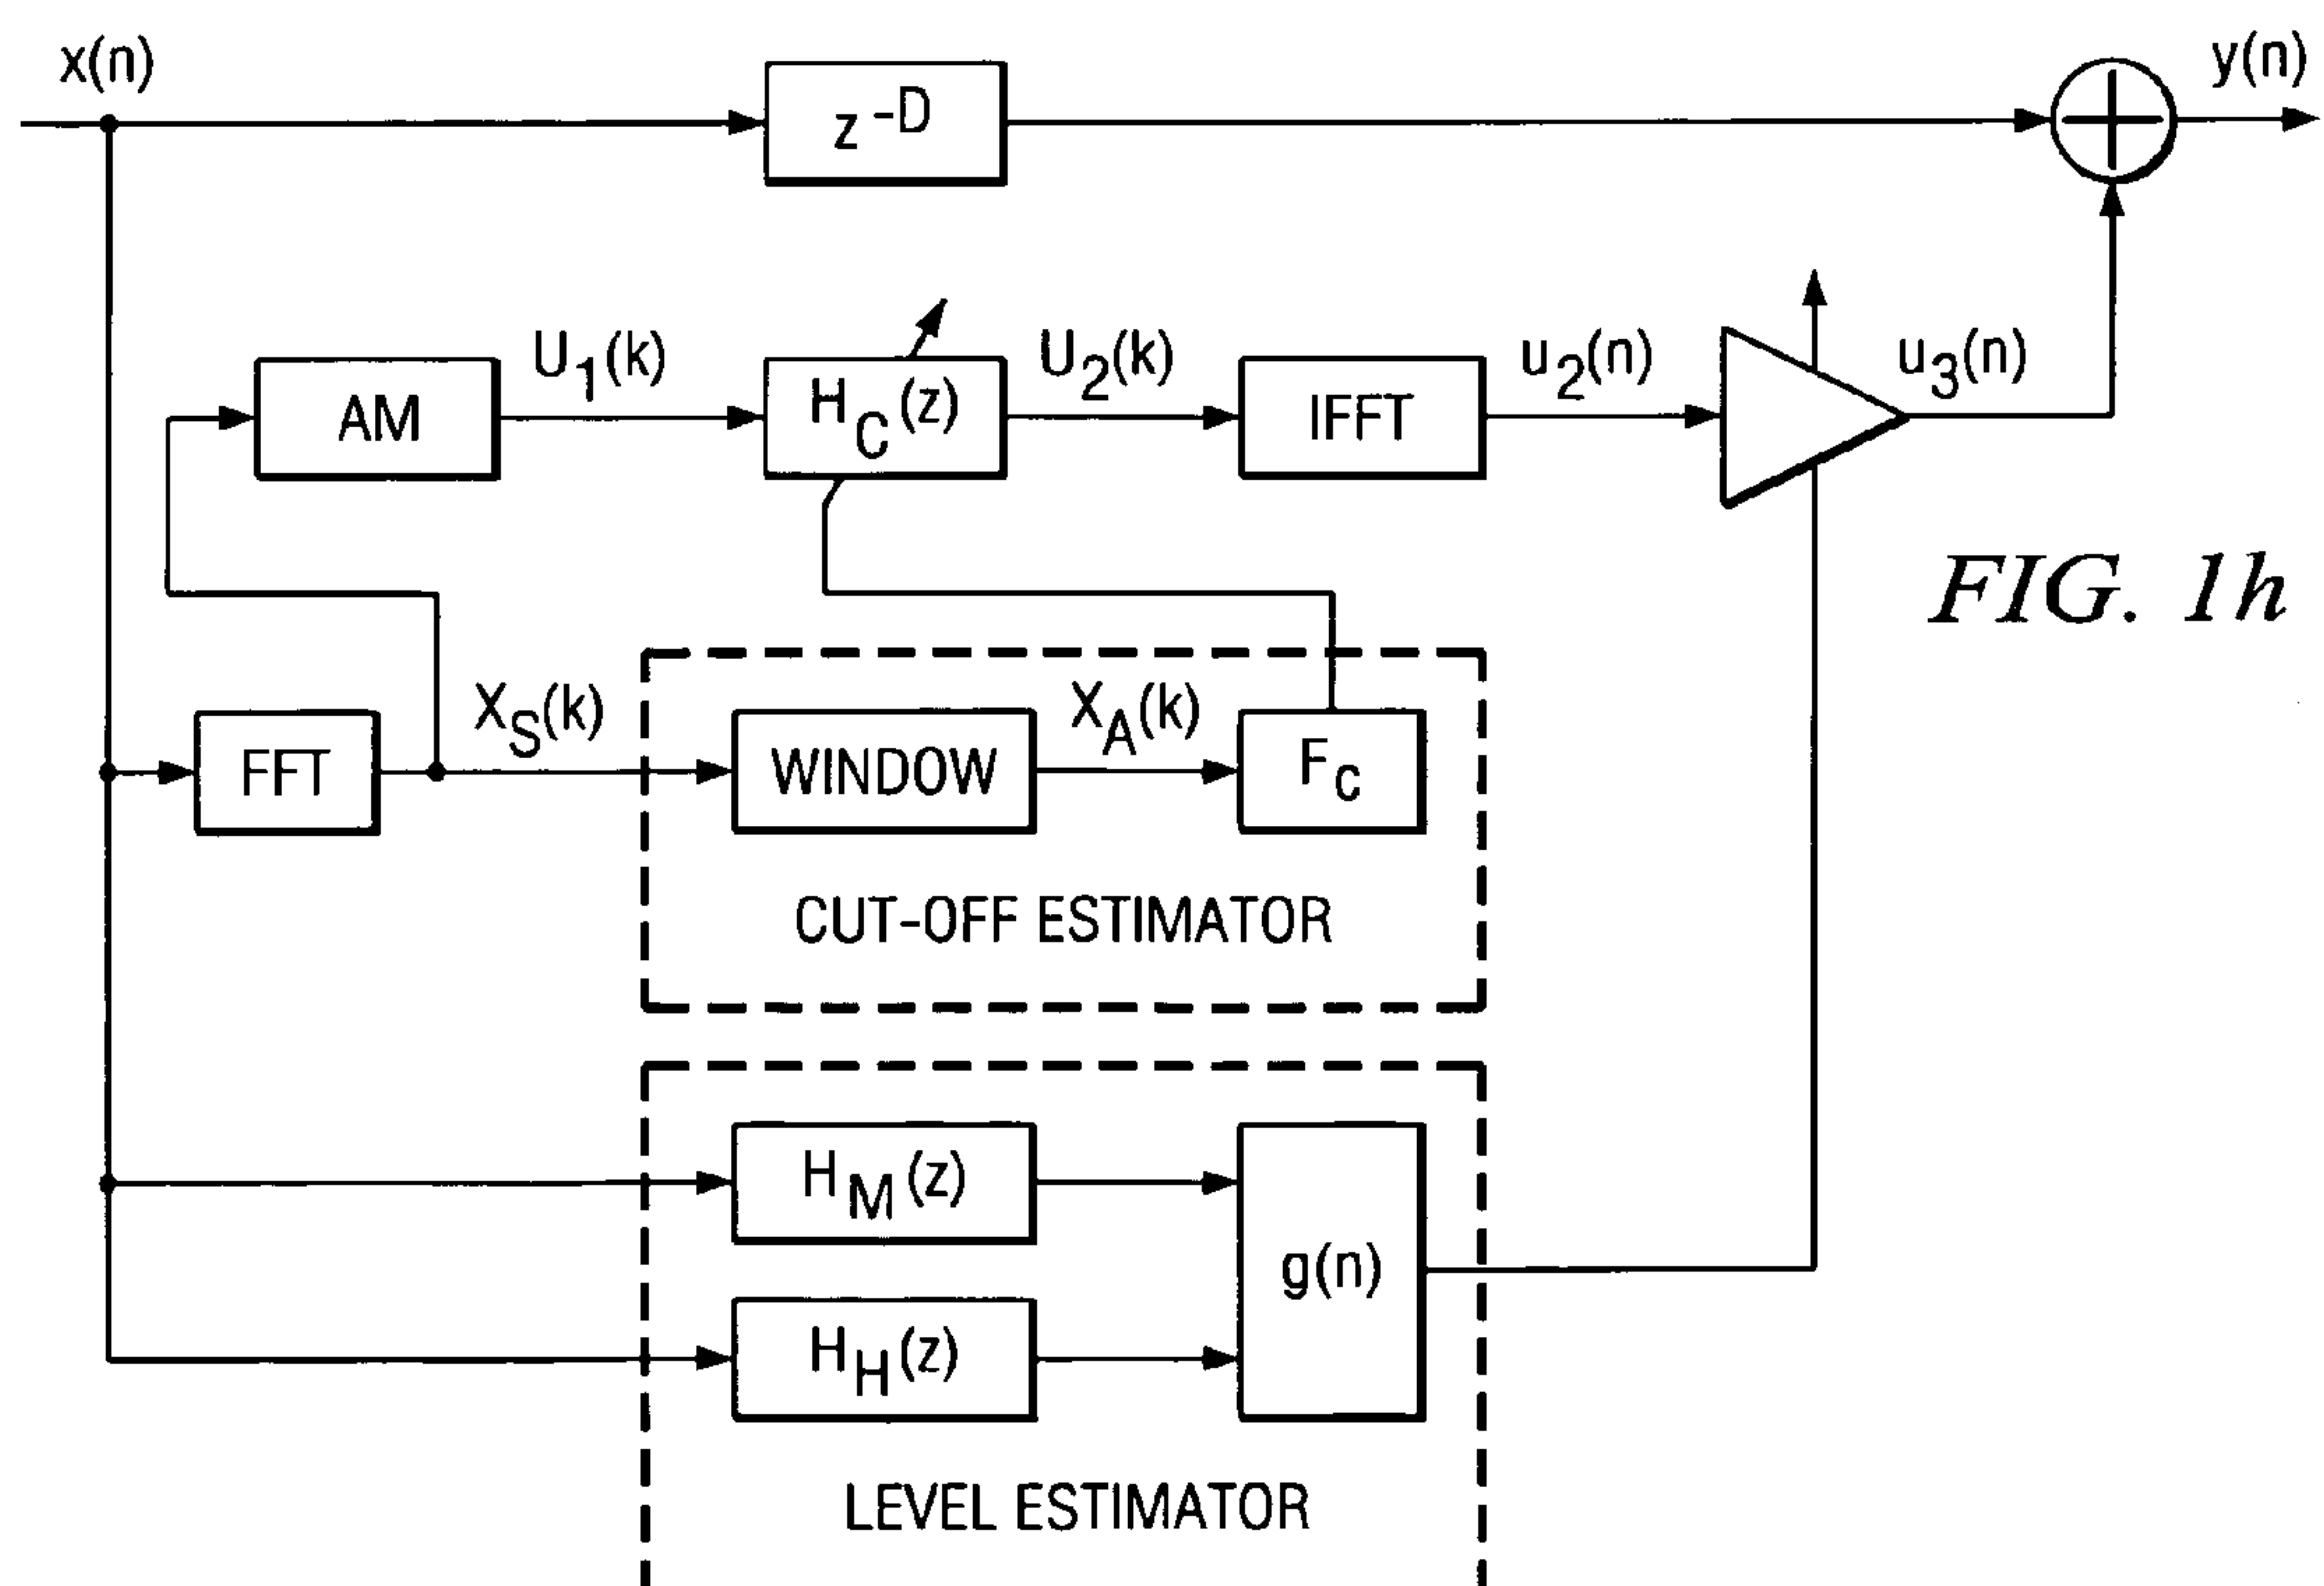 x(n)
z -D
y(n)
AM
U1(k)
HC(z)
U2(k)
IFFT
u2(n)
u3(n)
FIG. 1h
FFT
XS(k)
WINDOW
XA(k)
Fc
CUT-OFF ESTIMATOR
HM(z)
g(n)
HH(z)
LEVEL ESTIMATOR